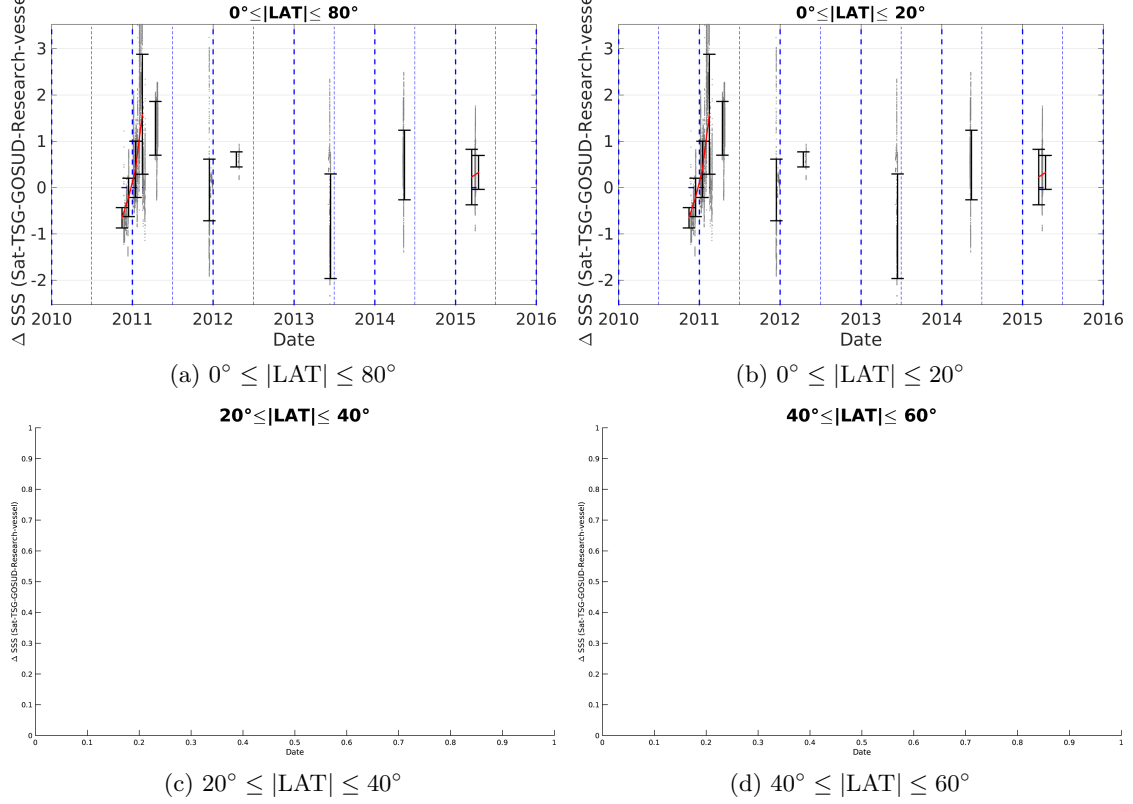 0°≤|LAT|≤ 80°
Δ SSS (Sat-TSG-GOSUD-Research-vesse
3
2
1
0
-1
-2
2010 2011 2012 2013 2014 2015 2016
Date
(a) 0° ≤ |LAT| ≤ 80°
0°≤|LAT|≤ 20°
Δ SSS (Sat-TSG-GOSUD-Research-vesse
3
2
1
0
-1
-2
2010 2011 2012 2013 2014 2015 2016
Date
(b) 0° ≤ |LAT| ≤ 20°
20°≤|LAT|≤ 40°
Δ SSS (Sat-TSG-GOSUD-Research-vessel)
1
0.9
0.8
0.7
0.6
0.5
0.4
0.3
0.2
0.1
0
0 0.1 0.2 0.3 0.4 0.5 0.6 0.7 0.8 0.9 1
Date
(c) 20° ≤ |LAT| ≤ 40°
40°≤|LAT|≤ 60°
Δ SSS (Sat-TSG-GOSUD-Research-vessel)
1
0.9
0.8
0.7
0.6
0.5
0.4
0.3
0.2
0.1
0
0 0.1 0.2 0.3 0.4 0.5 0.6 0.7 0.8 0.9 1
Date
(d) 40° ≤ |LAT| ≤ 60°